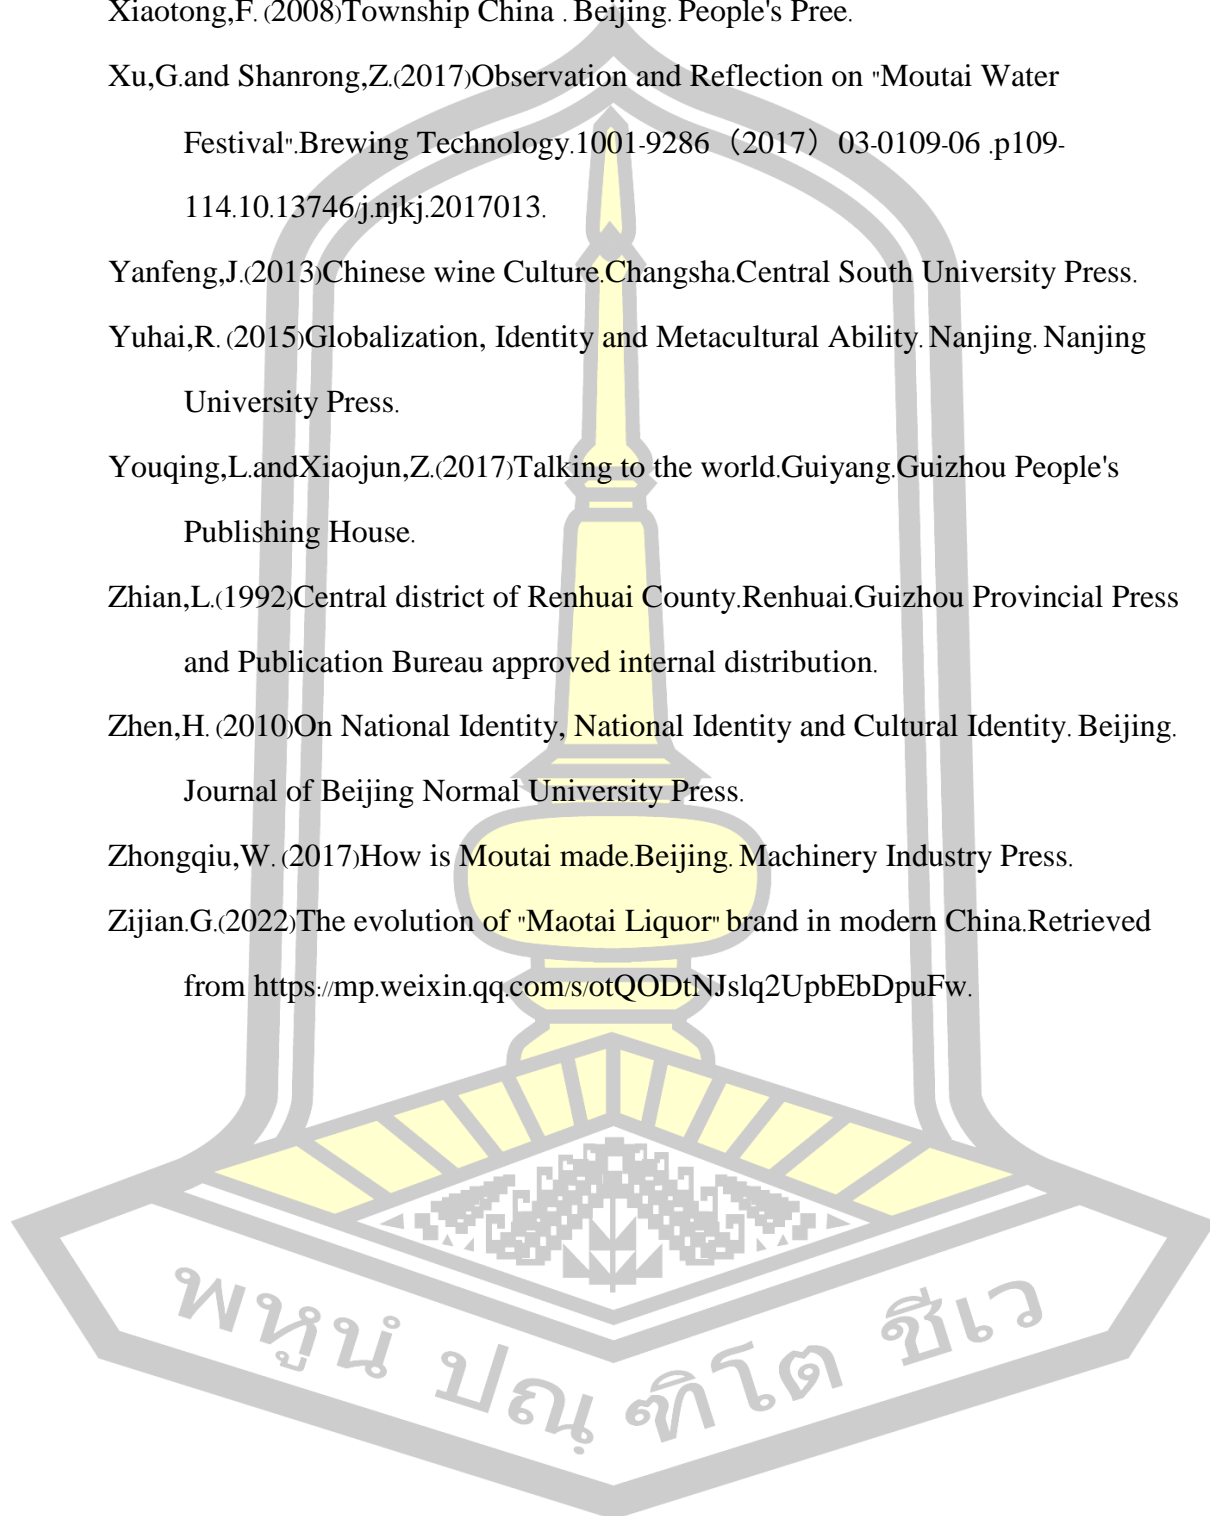 Xiaotong,F. (2008)Township China . Beijing. People's Pree.
Xu,G.and Shanrong,Z.(2017)Observation and Reflection on "Moutai Water
Festival".Brewing Technology.1001-9286（2017）03-0109-06 .p109-
114.10.13746/j.njkj.2017013.
Yanfeng,J.(2013)Chinese wine Culture.Changsha.Central South University Press.
Yuhai,R. (2015)Globalization, Identity and Metacultural Ability. Nanjing. Nanjing
University Press.
Youqing,L.andXiaojun,Z.(2017)Talking to the world.Guiyang.Guizhou People's
Publishing House.
Zhian,L.(1992)Central district of Renhuai County.Renhuai.Guizhou Provincial Press
and Publication Bureau approved internal distribution.
Zhen,H. (2010)On National Identity, National Identity and Cultural Identity. Beijing.
Journal of Beijing Normal University Press.
Zhongqiu,W. (2017)How is Moutai made.Beijing. Machinery Industry Press.
Zijian.G.(2022)The evolution of "Maotai Liquor" brand in modern China.Retrieved
from https://mp.weixin.qq.com/s/otQODtNJslq2UpbEbDpuFw.
พหูนํ ปณฺฑิโต ชีเว